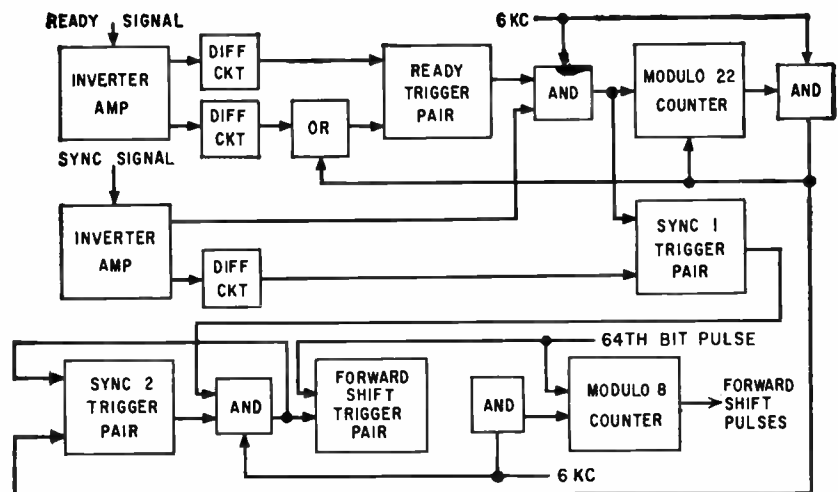 READY SIGNAL
6 KC
INVERTER
AMP
DIFF
CKT
DIFF
CKT
OR
READY
TRIGGER
PAIR
AND
MODULO 22
COUNTER
AND
SYNC SIGNAL
INVERTER
AMP
DIFF
CKT
SYNC 1
TRIGGER
PAIR
64TH BIT PULSE
SYNC 2
TRIGGER
PAIR
AND
FORWARD
SHIFT
TRIGGER
PAIR
AND
MODULO 8
COUNTER
FORWARD
SHIFT
PULSES
6 KC